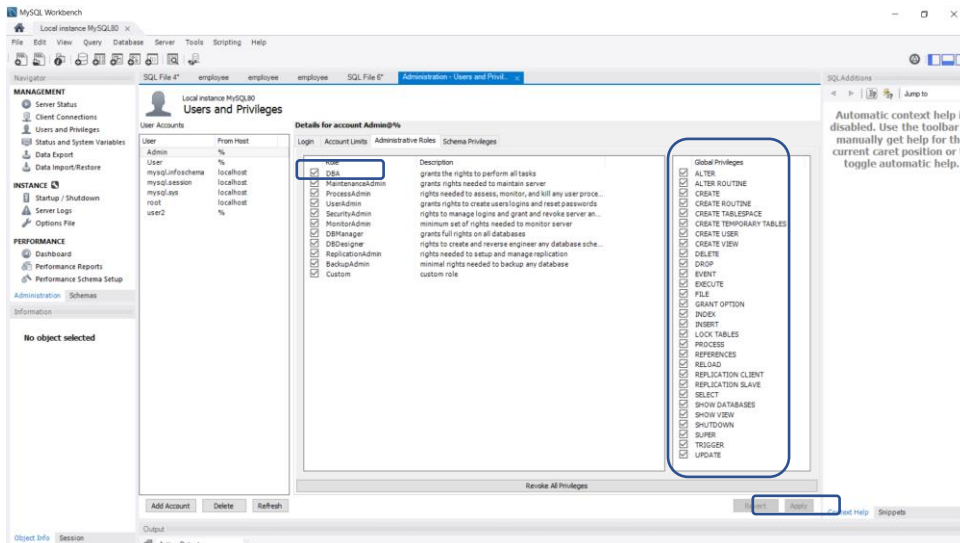 MySQL Workbench
Local instance MySQL80
File Edit View Query Database Server Tools Scripting Help
Navigator
MANAGEMENT
Server Status
Client Connections
Users and Privileges
Status and System Variables
Data Export
Data Import/Restore
INSTANCE
Startup / Shutdown
Server Logs
Options File
PERFORMANCE
Dashboard
Performance Reports
Performance Schema Setup
Administration Schemas
Information
No object selected
Object Info Session
SQL File 4* employee employee employee SQL File 6* Administration - Users and Privil...
Local instance MySQL80
Users and Privileges
User Accounts
User From Host
Admin %
User %
mysql.infoschema localhost
mysql.session localhost
mysql.sys localhost
root localhost
user2 %
Add Account Delete Refresh
Details for account Admin@%
Login Account Limits Administrative Roles Schema Privileges
Role Description
DBA grants the rights to perform all tasks
MaintenanceAdmin grants rights needed to maintain server
ProcessAdmin rights needed to assess, monitor, and kill any user proce...
UserAdmin grants rights to create users logins and reset passwords
SecurityAdmin rights to manage logins and grant and revoke server an...
MonitorAdmin minimum set of rights needed to monitor server
DBManager grants full rights on all databases
DBDesigner rights to create and reverse engineer any database sche...
ReplicationAdmin rights needed to setup and manage replication
BackupAdmin minimal rights needed to backup any database
Custom custom role
Global Privileges
ALTER
ALTER ROUTINE
CREATE
CREATE ROUTINE
CREATE TABLESPACE
CREATE TEMPORARY TABLES
CREATE USER
CREATE VIEW
DELETE
DROP
EVENT
EXECUTE
FILE
GRANT OPTION
INDEX
INSERT
LOCK TABLES
PROCESS
REFERENCES
RELOAD
REPLICATION CLIENT
REPLICATION SLAVE
SELECT
SHOW DATABASES
SHOW VIEW
SHUTDOWN
SUPER
TRIGGER
UPDATE
Revoke All Privileges
Revert Apply
Output
SQLAdditions
Jump to
Automatic context help
disabled. Use the toolbar
manually get help for
current caret position or
toggle automatic help.
Context Help Snippets